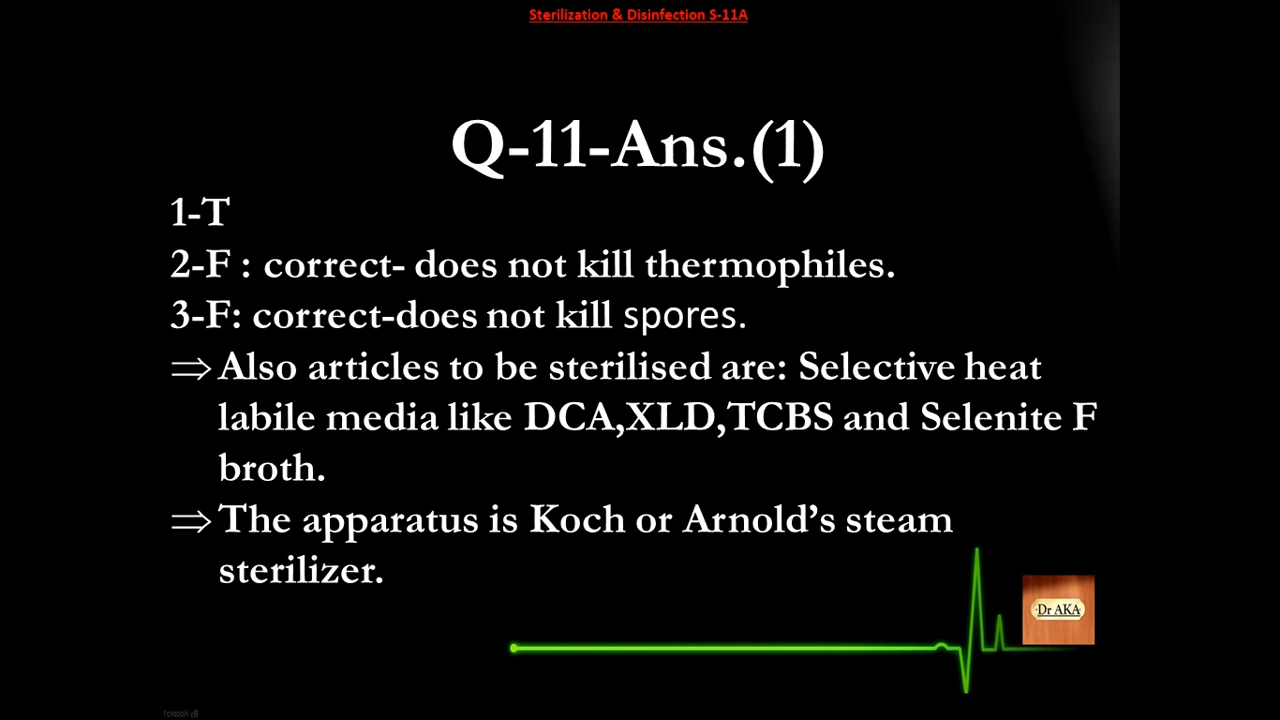 Sterilization & Disinfection S-11A
Q-11-Ans.(1)
1-T
2-F : correct- does not kill thermophiles.
3-F: correct-does not kill spores.
⇒ Also articles to be sterilised are: Selective heat
labile media like DCA,XLD,TCBS and Selenite F
broth.
⇒ The apparatus is Koch or Arnold’s steam
sterilizer.
Dr AKA